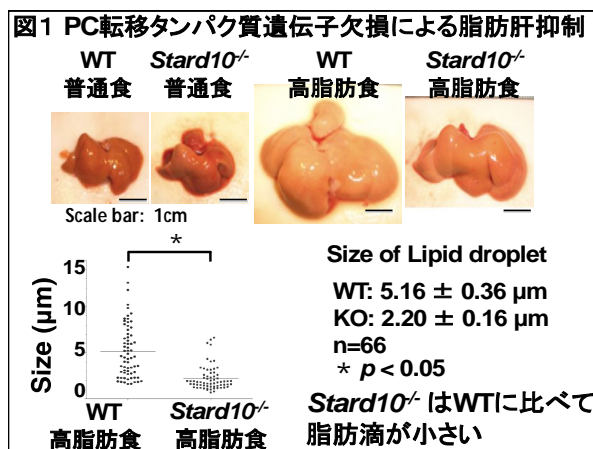 図1 PC転移タンパク質遺伝子欠損による脂肪肝抑制
WT
普通食
Stard10-/-
普通食
WT
高脂肪食
Stard10-/-
高脂肪食
Scale bar: 1cm
*
15
10
5
0
Size (μm)
WT
高脂肪食
Stard10-/-
高脂肪食
Size of Lipid droplet
WT: 5.16 ± 0.36 μm
KO: 2.20 ± 0.16 μm
n=66
* p < 0.05
Stard10-/- はWTに比べて
脂肪滴が小さい